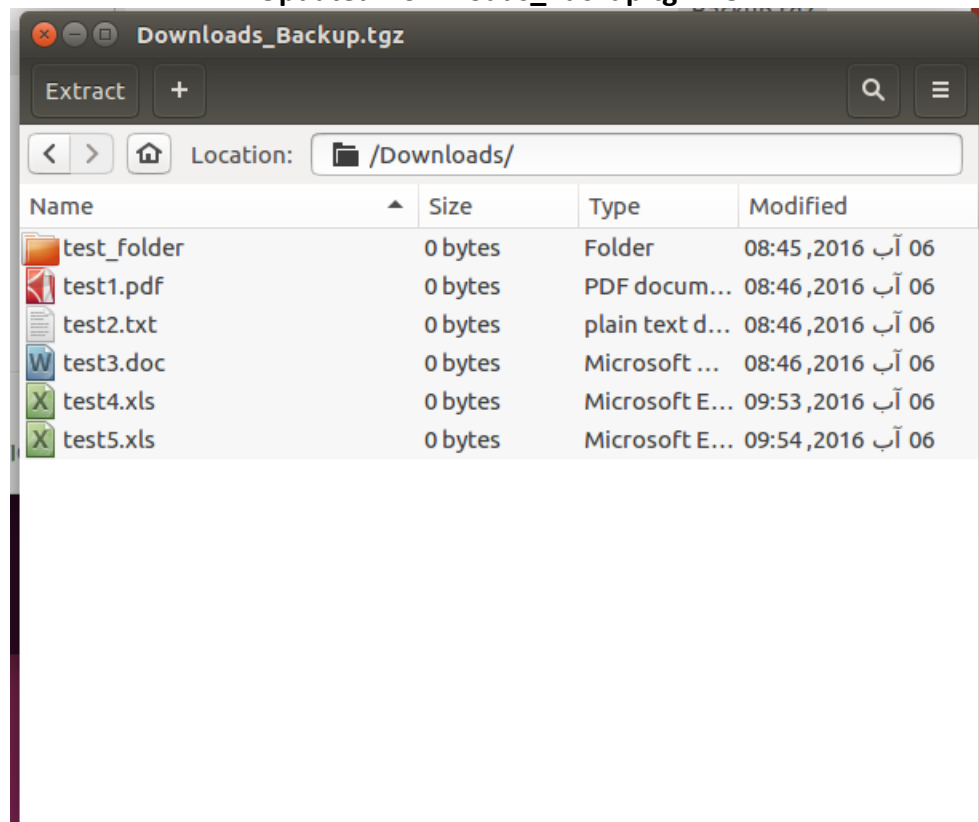 Downloads_Backup.tgz
Extract +
Location: /Downloads/
Name Size Type Modified
test_folder 0 bytes Folder 08:45 ,2016 آب 06
test1.pdf 0 bytes PDF docum... 08:46 ,2016 آب 06
test2.txt 0 bytes plain text d... 08:46 ,2016 آب 06
test3.doc 0 bytes Microsoft ... 08:46 ,2016 آب 06
test4.xls 0 bytes Microsoft E... 09:53 ,2016 آب 06
test5.xls 0 bytes Microsoft E... 09:54 ,2016 آب 06